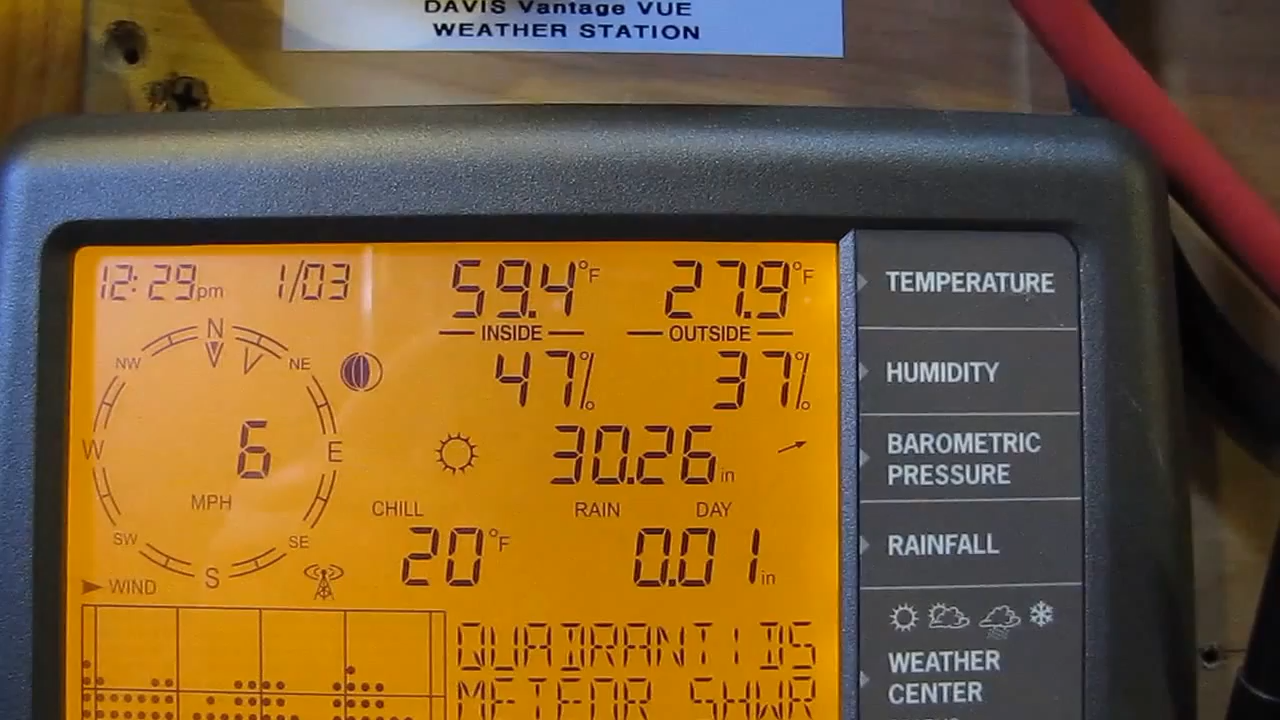 DAVIS Vantage VUE
WEATHER STATION
12:29pm 1/03 59.4°F 27.9°F TEMPERATURE
INSIDE OUTSIDE
N
NW NE
47% 37% HUMIDITY
W 6 E
30.26in BAROMETRIC PRESSURE
MPH
CHILL RAIN DAY
SW SE
20°F 0.01in RAINFALL
S
WIND
QUADRANTIDS
METEOR SHWR
WEATHER
CENTER